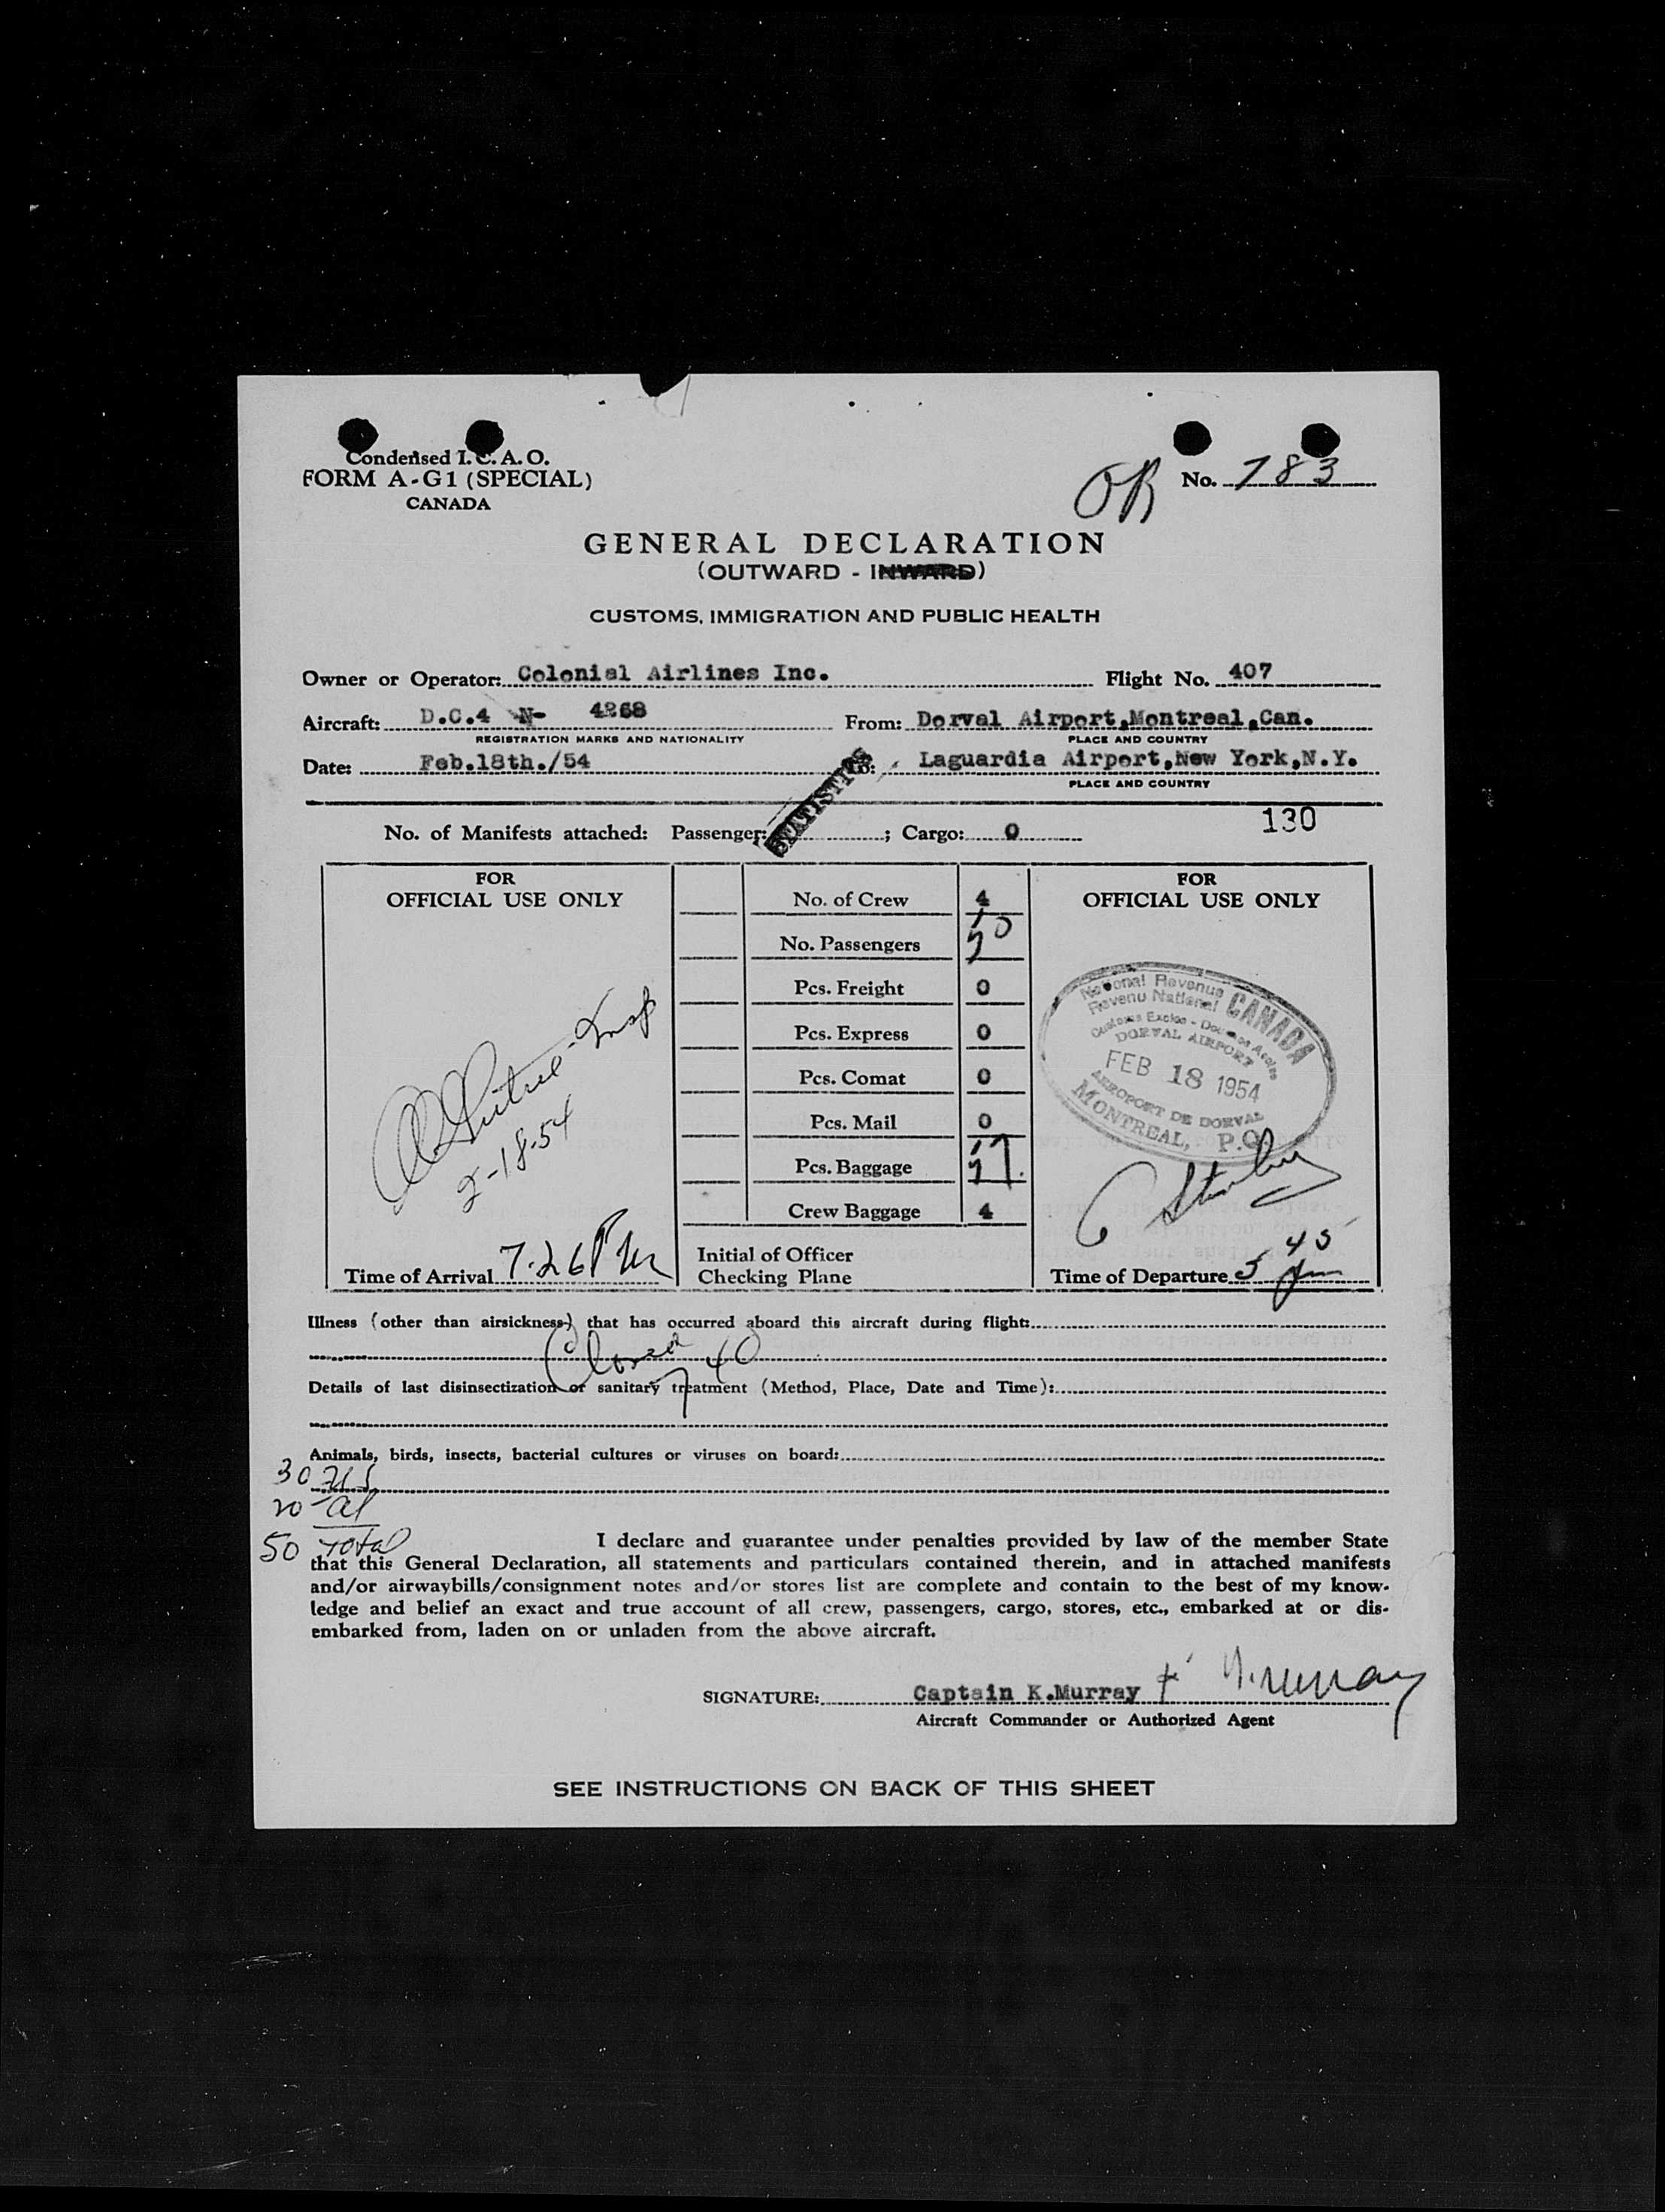 Condensed I.C.A.O.
FORM A-G1 (SPECIAL)
CANADA
OR No. 783
GENERAL DECLARATION
(OUTWARD - INWARD)
CUSTOMS, IMMIGRATION AND PUBLIC HEALTH
Owner or Operator: Colonial Airlines Inc. Flight No. 407
Aircraft: D.C.4 N- 4268 From: Dorval Airport,Montreal,Can.
REGISTRATION MARKS AND NATIONALITY PLACE AND COUNTRY
Date: Feb.18th./54 To: Laguardia Airport,New York,N.Y.
PLACE AND COUNTRY
STATISTICS
130
No. of Manifests attached: Passenger: ; Cargo: 0
FOR
OFFICIAL USE ONLY
2-18-54
Time of Arrival 7.26 PM
No. of Crew 4
No. Passengers 50
Pcs. Freight 0
Pcs. Express 0
Pcs. Comat 0
Pcs. Mail 0
Pcs. Baggage
Crew Baggage 4
Initial of Officer
Checking Plane
FOR
OFFICIAL USE ONLY
National Revenue
Revenu National
CANADA
Customs Excise - Douanes Accise
DORVAL AIRPORT
FEB 18 1954
AEROPORT DE DORVAL
MONTREAL, P.Q.
Time of Departure 5 45 pm
Illness (other than airsickness) that has occurred aboard this aircraft during flight:
Closed 740
Details of last disinsectization or sanitary treatment (Method, Place, Date and Time):
Animals, birds, insects, bacterial cultures or viruses on board:
30
20 - al
50 Total
I declare and guarantee under penalties provided by law of the member State
that this General Declaration, all statements and particulars contained therein, and in attached manifests
and/or airwaybills/consignment notes and/or stores list are complete and contain to the best of my know-
ledge and belief an exact and true account of all crew, passengers, cargo, stores, etc., embarked at or dis-
embarked from, laden on or unladen from the above aircraft.
SIGNATURE: Captain K.Murray Murray
Aircraft Commander or Authorized Agent
SEE INSTRUCTIONS ON BACK OF THIS SHEET